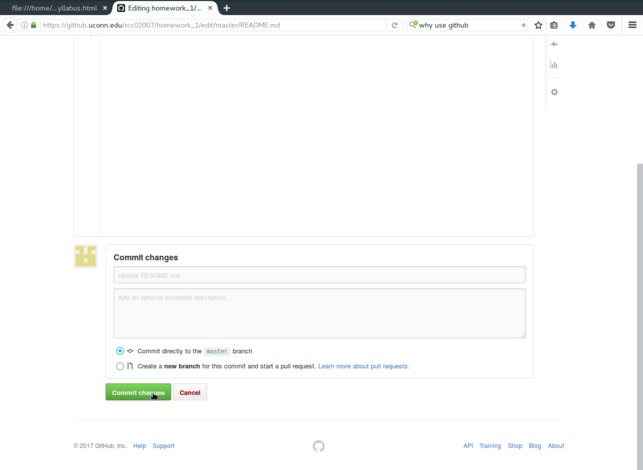 file:///home/...yllabus.html
Editing homework_1/...
https://github.uconn.edu/rcc02007/homework_1/edit/master/README.md
why use github
Commit changes
Update README.md
Add an optional extended description...
Commit directly to the master branch
Create a new branch for this commit and start a pull request. Learn more about pull requests.
Commit changes
Cancel
© 2017 GitHub, Inc. Help Support
API Training Shop Blog About